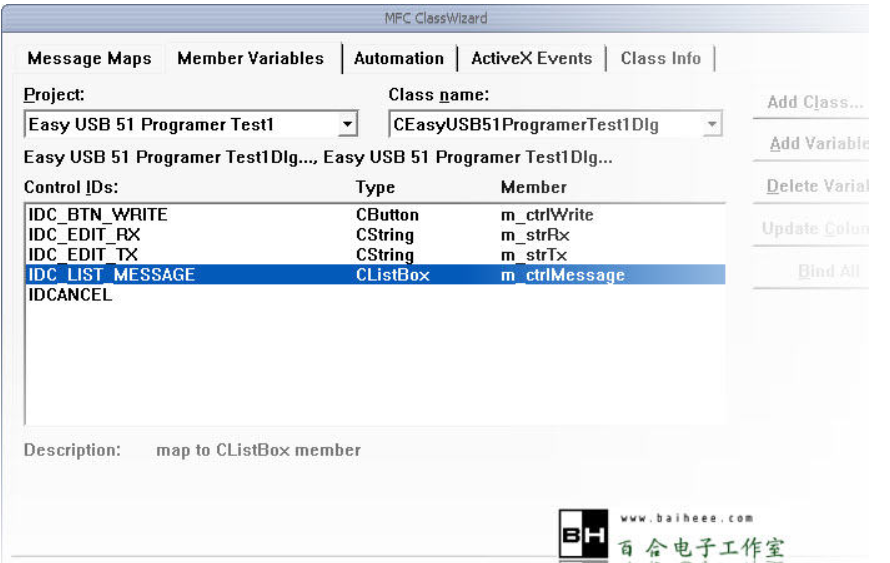 MFC ClassWizard
Message Maps Member Variables Automation ActiveX Events Class Info
Project: Class name:
Easy USB 51 Programer Test1 CEasyUSB51ProgramerTest1Dlg
Add Class...
Add Variable
Easy USB 51 Programer Test1Dlg..., Easy USB 51 Programer Test1Dlg...
Control IDs: Type Member
Delete Varial
IDC_BTN_WRITE CButton m_ctrlWrite
IDC_EDIT_RX CString m_strRx
Update Colun
IDC_EDIT_TX CString m_strTx
IDC_LIST_MESSAGE CListBox m_ctrlMessage
Bind All
IDCANCEL
Description: map to CListBox member
www.baiheee.com
BH
百合电子工作室